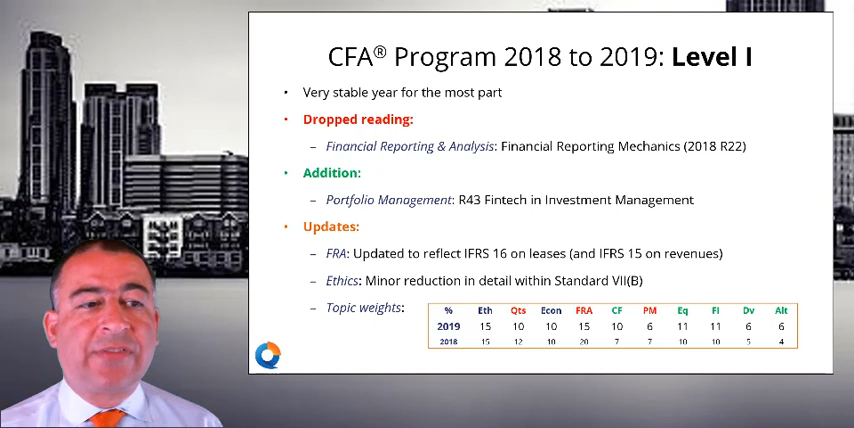 CFA® Program 2018 to 2019: Level I
• Very stable year for the most part
• Dropped reading:
– Financial Reporting & Analysis: Financial Reporting Mechanics (2018 R22)
• Addition:
– Portfolio Management: R43 Fintech in Investment Management
• Updates:
– FRA: Updated to reflect IFRS 16 on leases (and IFRS 15 on revenues)
– Ethics: Minor reduction in detail within Standard VII(B)
– Topic weights:
% Eth Qts Econ FRA CF PM Eq FI Dv Alt
2019 15 10 10 15 10 6 11 11 6 6
2018 15 12 10 20 7 7 10 10 5 4